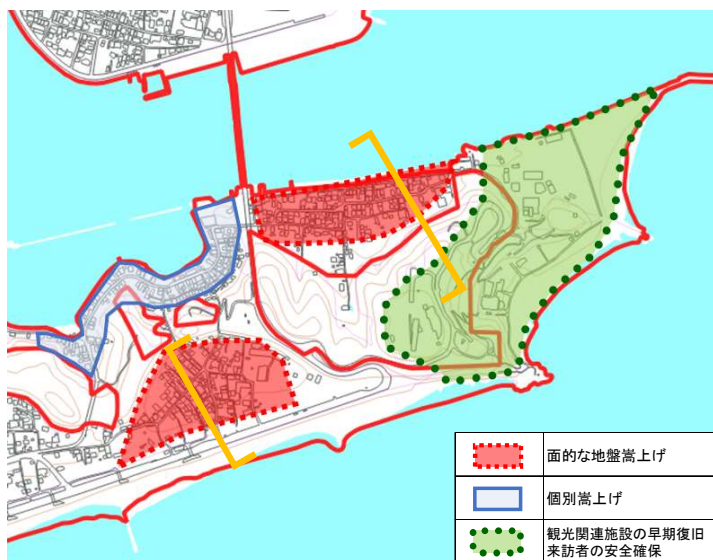 面的な地盤嵩上げ
個別嵩上げ
観光関連施設の早期復旧
来訪者の安全確保